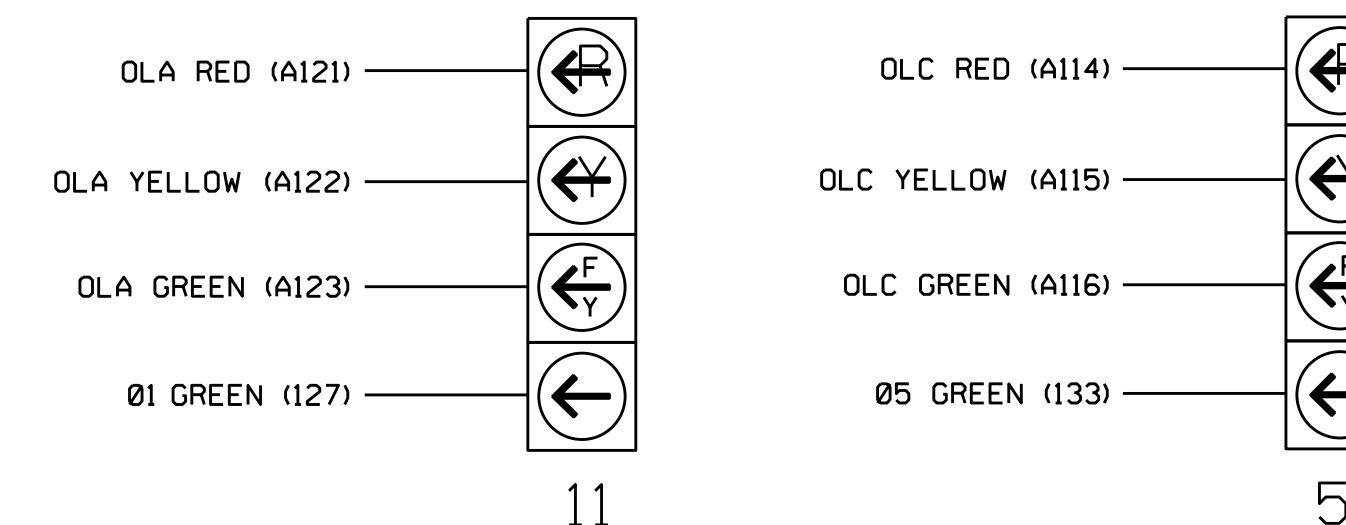 OLA RED (A121)
R
OLA YELLOW (A122)
Y
OLA GREEN (A123)
F
Y
Ø1 GREEN (127)
11
OLC RED (A114)
OLC YELLOW (A115)
OLC GREEN (A116)
Ø5 GREEN (133)
5